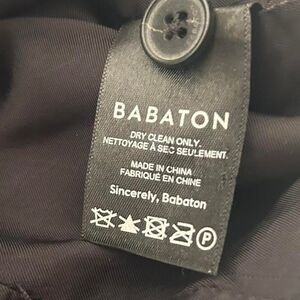 BABATON
DRY CLEAN ONLY.
NETTOYAGE À SEC SEULEMENT.
MADE IN CHINA
FABRIQUÉ EN CHINE
Sincerely, Babaton
P